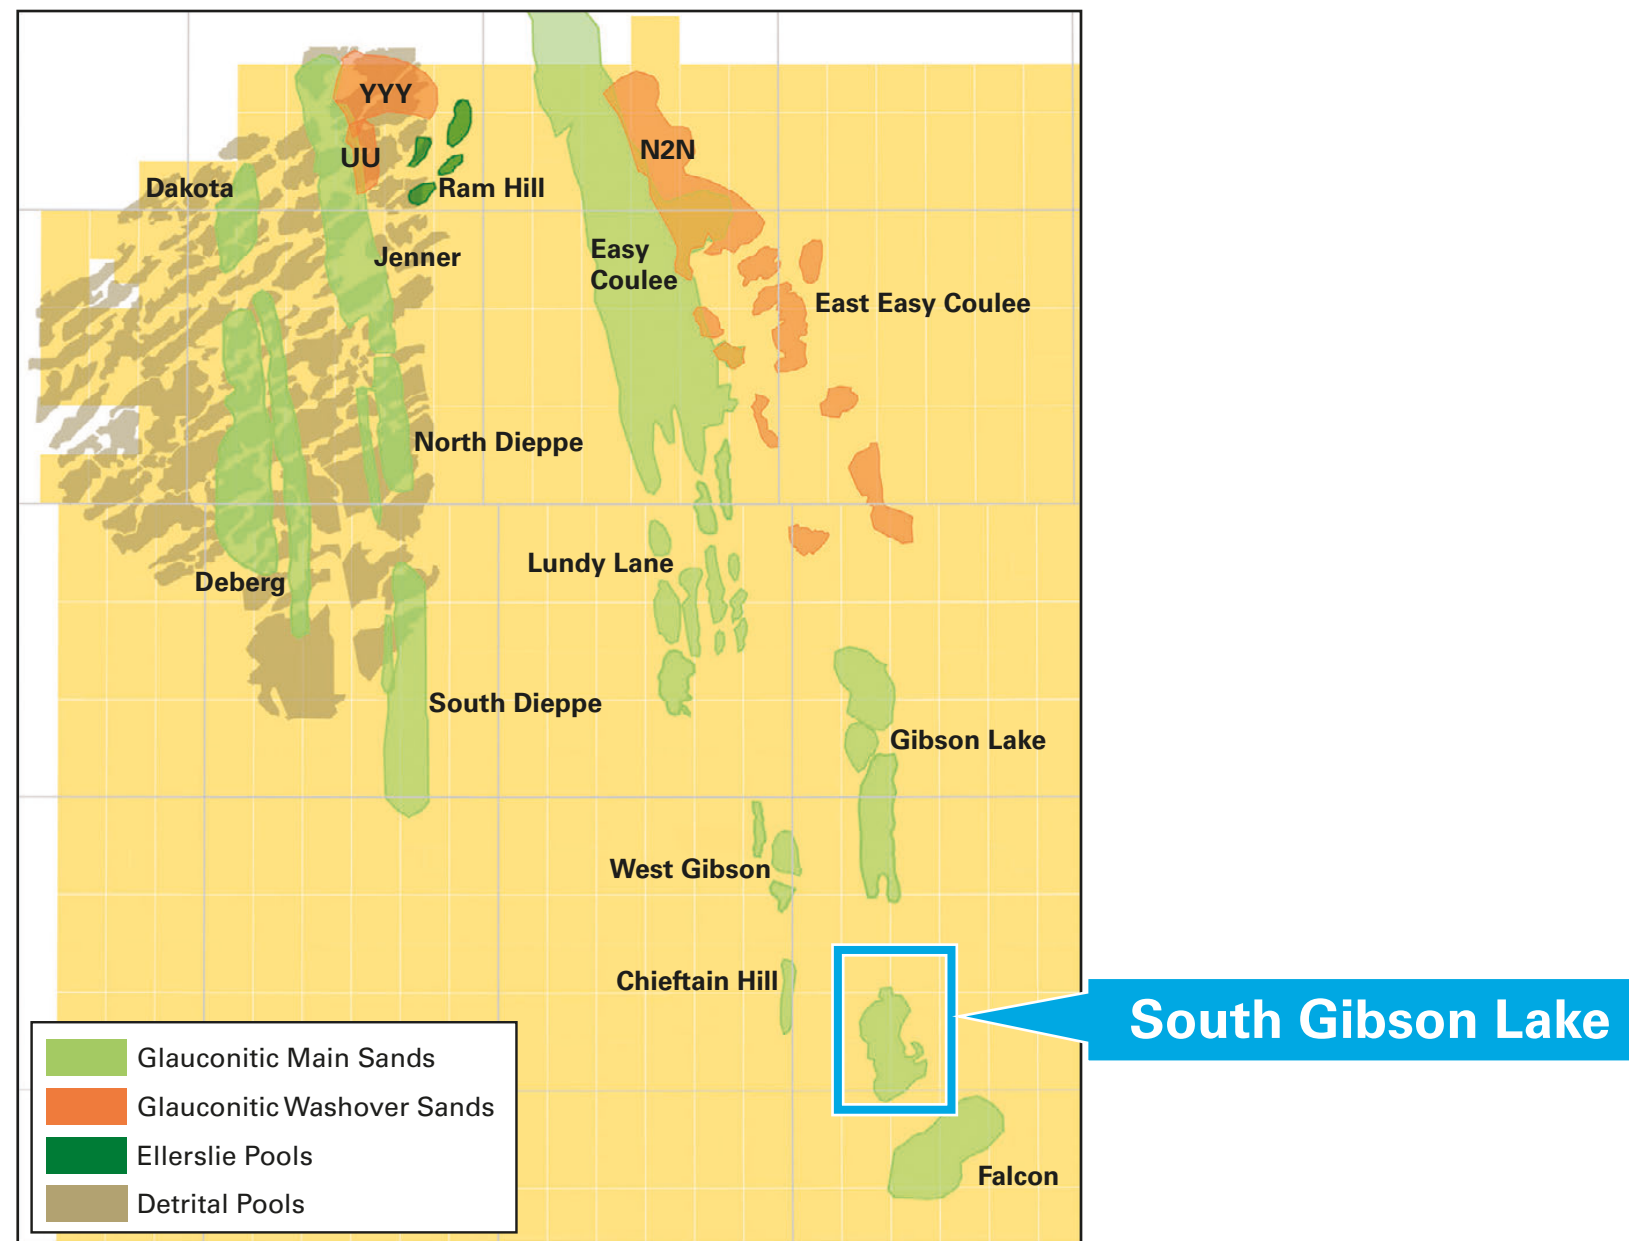 YYY
UU
N2N
Dakota
Ram Hill
Jenner
Easy
Coulee
East Easy Coulee
North Dieppe
Lundy Lane
Deberg
South Dieppe
Gibson Lake
West Gibson
Chieftain Hill
South Gibson Lake
Falcon
Glauconitic Main Sands
Glauconitic Washover Sands
Ellerslie Pools
Detrital Pools